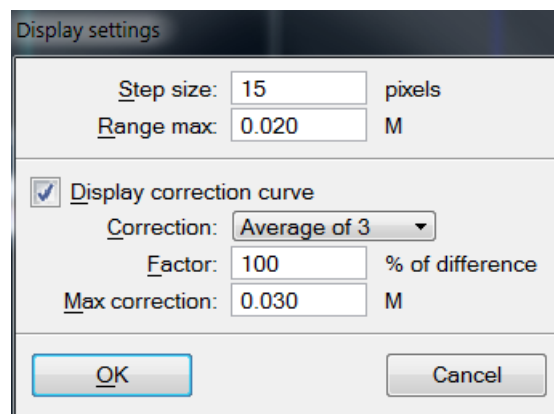 Display settings
Step size: 15 pixels
Range max: 0.020 M
Display correction curve
Correction: Average of 3
Factor: 100 % of difference
Max correction: 0.030 M
OK Cancel